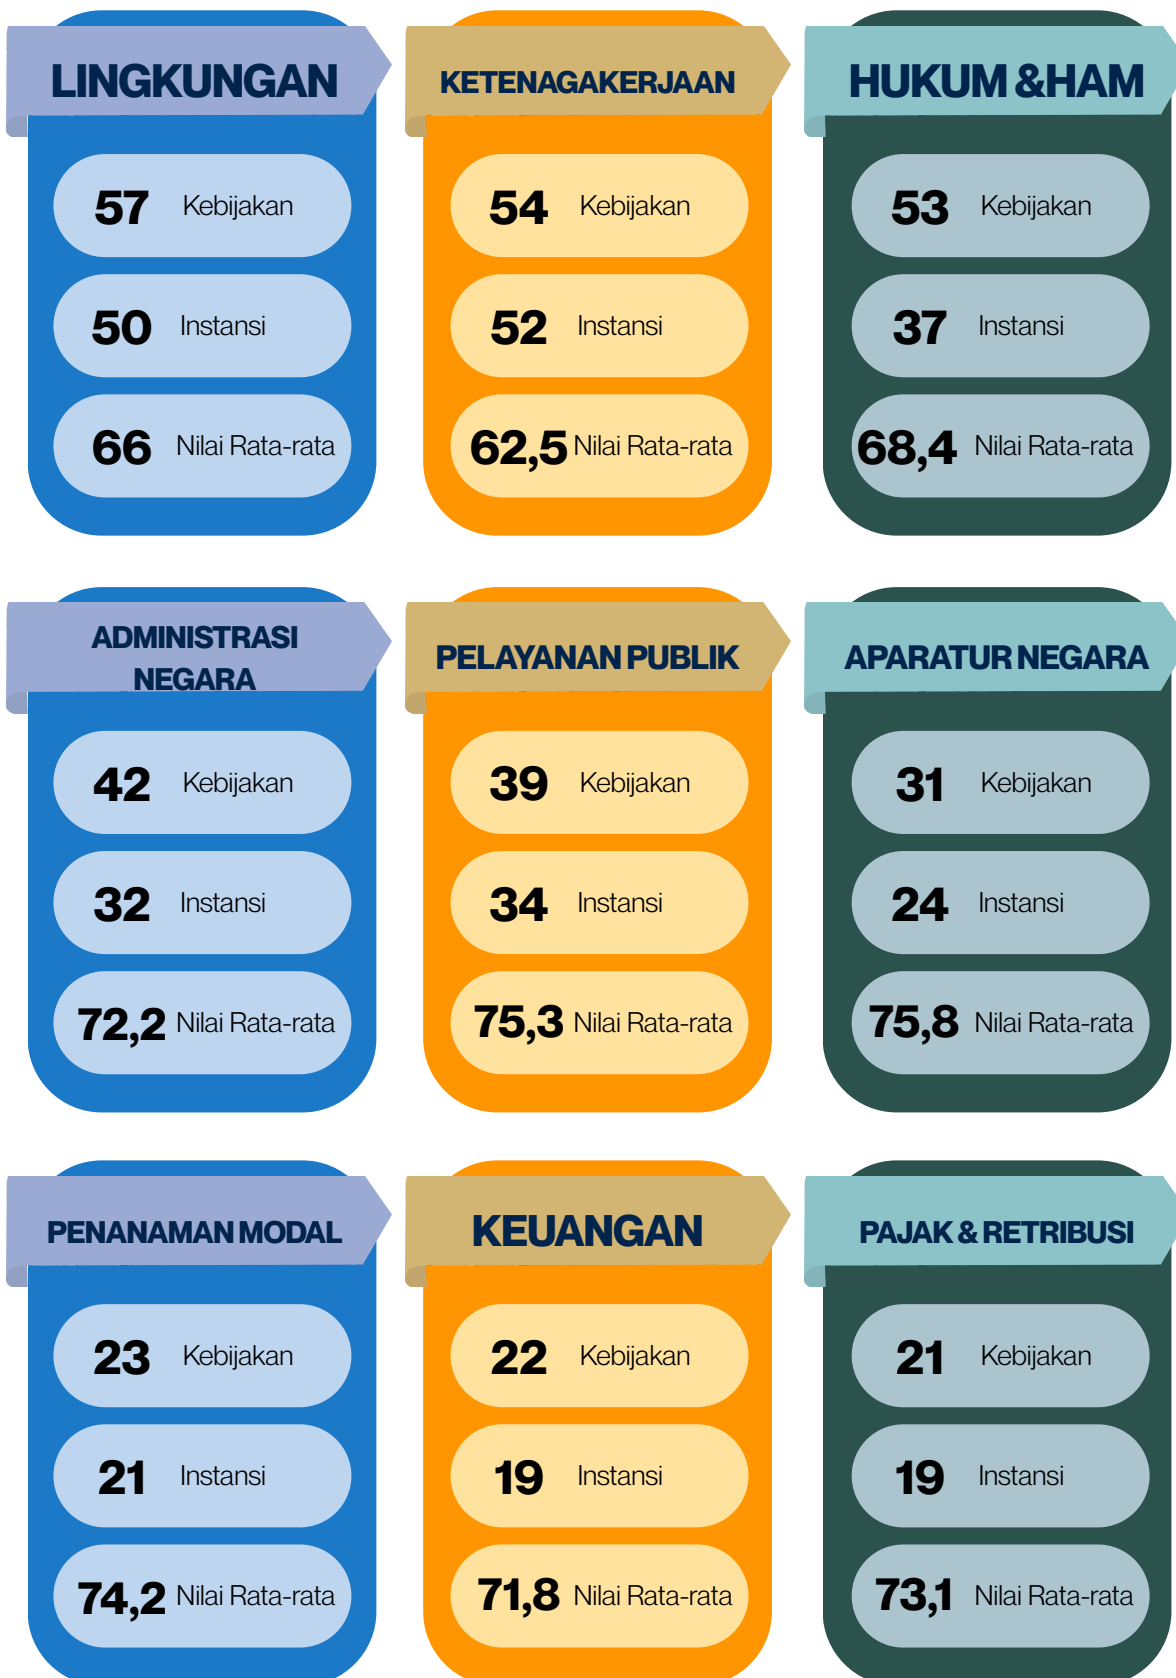 LINGKUNGAN
57 Kebijakan
50 Instansi
66 Nilai Rata-rata
KETENAGAKERJAAN
54 Kebijakan
52 Instansi
62,5 Nilai Rata-rata
HUKUM &HAM
53 Kebijakan
37 Instansi
68,4 Nilai Rata-rata
ADMINISTRASI
NEGARA
42 Kebijakan
32 Instansi
72,2 Nilai Rata-rata
PELAYANAN PUBLIK
39 Kebijakan
34 Instansi
75,3 Nilai Rata-rata
APARATUR NEGARA
31 Kebijakan
24 Instansi
75,8 Nilai Rata-rata
PENANAMAN MODAL
23 Kebijakan
21 Instansi
74,2 Nilai Rata-rata
KEUANGAN
22 Kebijakan
19 Instansi
71,8 Nilai Rata-rata
PAJAK & RETRIBUSI
21 Kebijakan
19 Instansi
73,1 Nilai Rata-rata